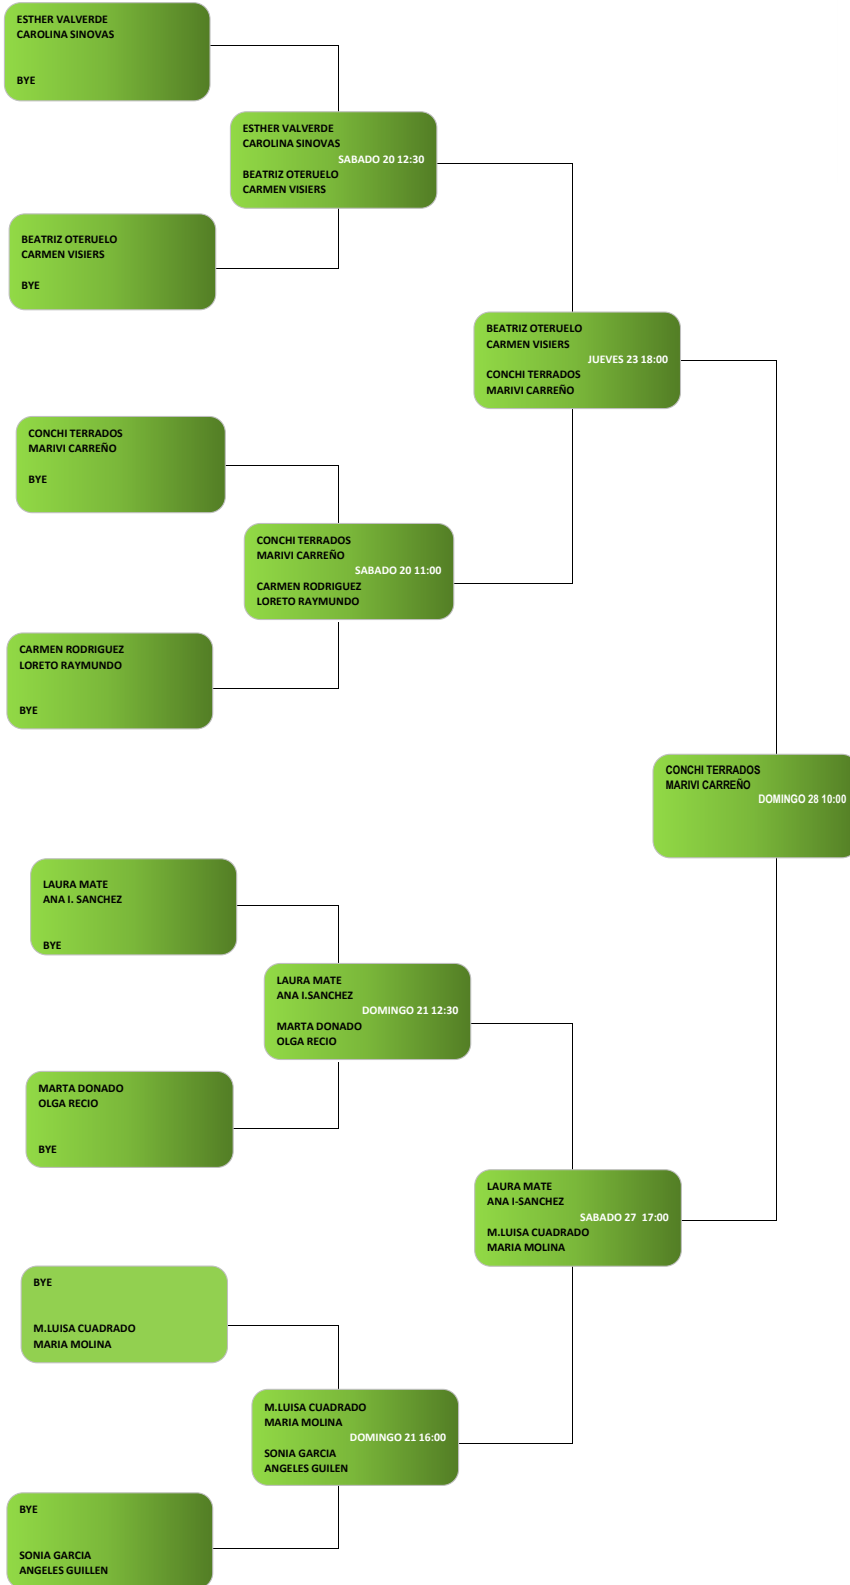 ESTHER VALVERDE
CAROLINA SINOVAS
BYE
ESTHER VALVERDE
CAROLINA SINOVAS
SABADO 20 12:30
BEATRIZ OTERUELO
CARMEN VISIERS
BEATRIZ OTERUELO
CARMEN VISIERS
BYE
BEATRIZ OTERUELO
CARMEN VISIERS
JUEVES 23 18:00
CONCHI TERRADOS
MARIVI CARREÑO
CONCHI TERRADOS
MARIVI CARREÑO
BYE
CONCHI TERRADOS
MARIVI CARREÑO
SABADO 20 11:00
CARMEN RODRIGUEZ
LORETO RAYMUNDO
CARMEN RODRIGUEZ
LORETO RAYMUNDO
BYE
CONCHI TERRADOS
MARIVI CARREÑO
DOMINGO 28 10:00
LAURA MATE
ANA I. SANCHEZ
BYE
LAURA MATE
ANA I.SANCHEZ
DOMINGO 21 12:30
MARTA DONADO
OLGA RECIO
MARTA DONADO
OLGA RECIO
BYE
LAURA MATE
ANA I-SANCHEZ
SABADO 27 17:00
M.LUISA CUADRADO
MARIA MOLINA
BYE
M.LUISA CUADRADO
MARIA MOLINA
M.LUISA CUADRADO
MARIA MOLINA
DOMINGO 21 16:00
SONIA GARCIA
ANGELES GUILEN
BYE
SONIA GARCIA
ANGELES GUILLEN